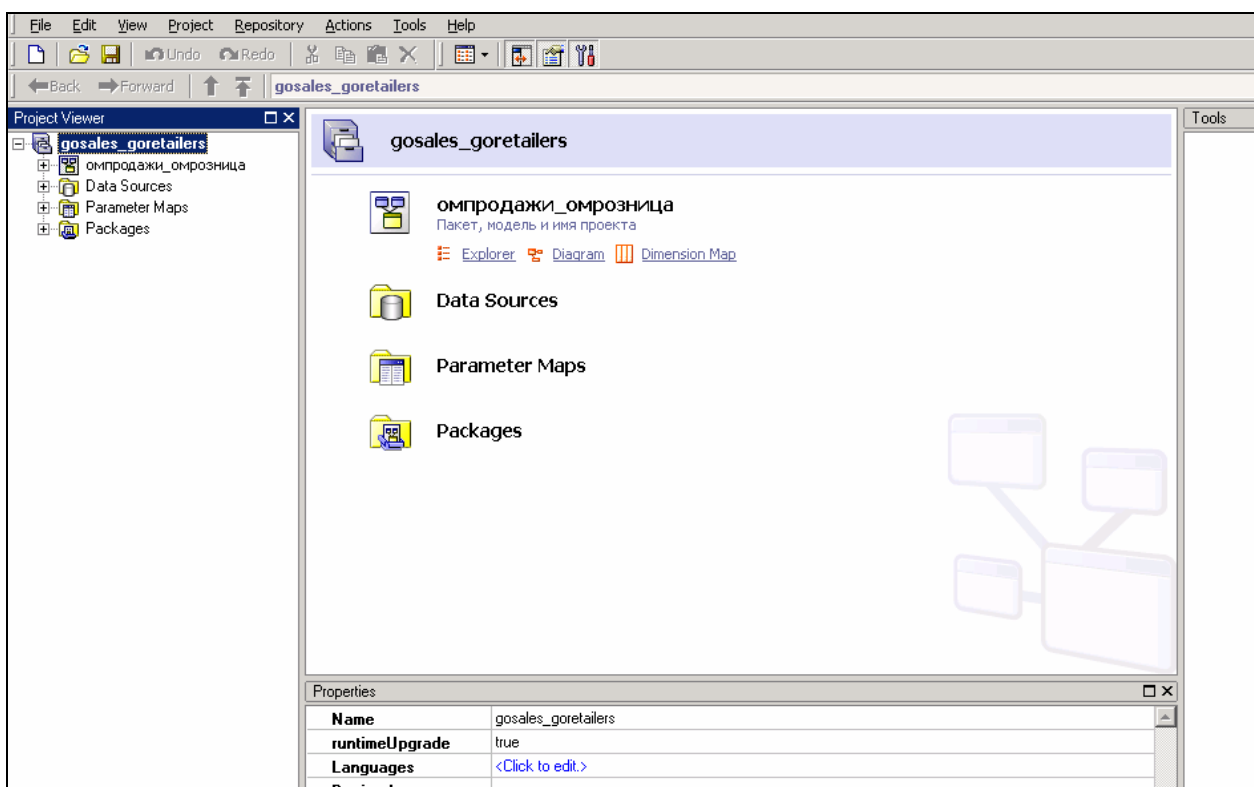 File Edit View Project Repository Actions Tools Help
Undo Redo
Back Forward gosales_goretailers
Project Viewer
gosales_goretailers
омпродажи_омрозница
Data Sources
Parameter Maps
Packages
gosales_goretailers
омпродажи_омрозница
Пакет, модель и имя проекта
Explorer Diagram Dimension Map
Data Sources
Parameter Maps
Packages
Tools
Properties
Name gosales_goretailers
runtimeUpgrade true
Languages <Click to edit.>